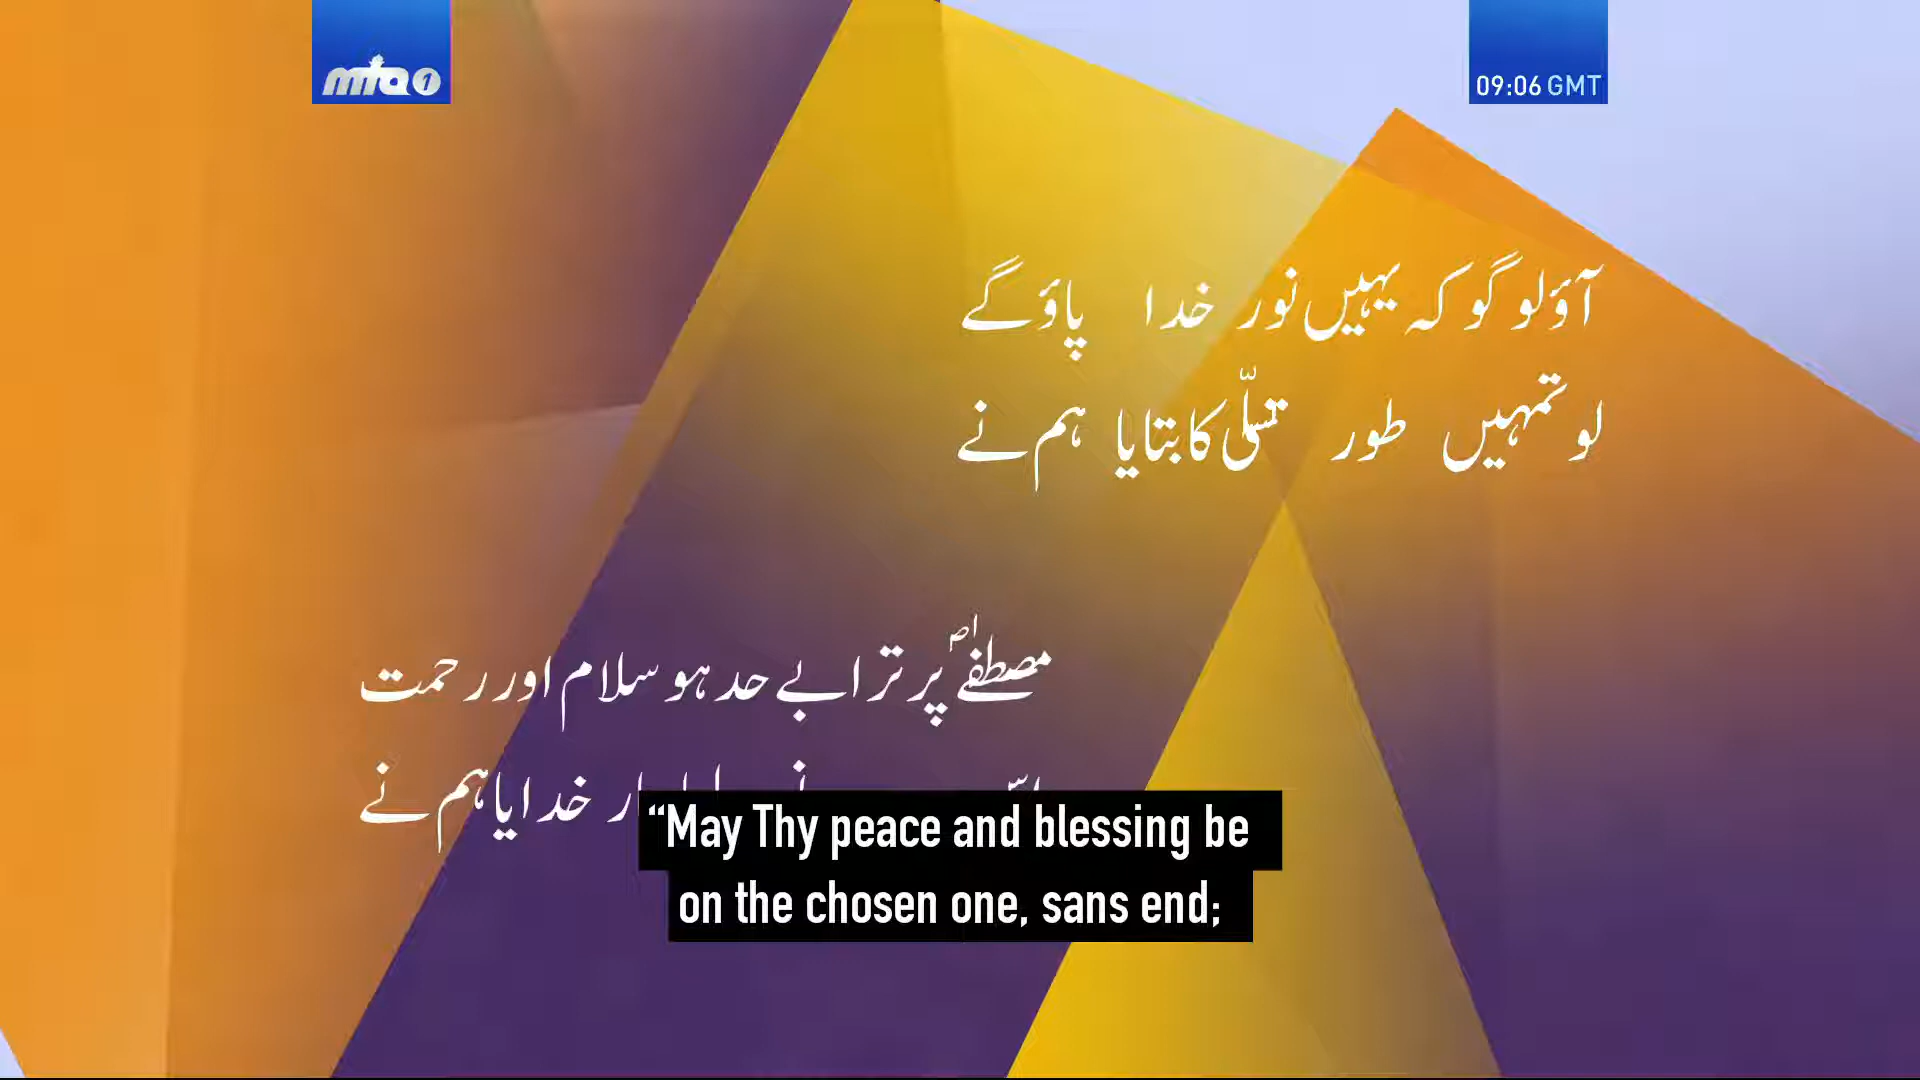 mta1
09:06 GMT
آؤ لوگو کہ یہیں نور خدا پاؤ گے
لو تمہیں طور تسلّی کا بتایا ہم نے
مصطفےٰؐ پر ترا بے حد ہو سلام اور رحمت
خدایا ہم نے
“May Thy peace and blessing be
on the chosen one, sans end;